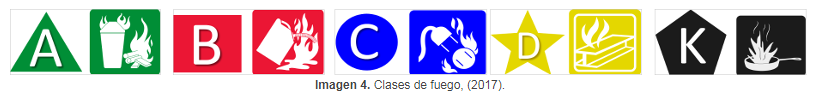 A B C D K
Imagen 4. Clases de fuego, (2017).